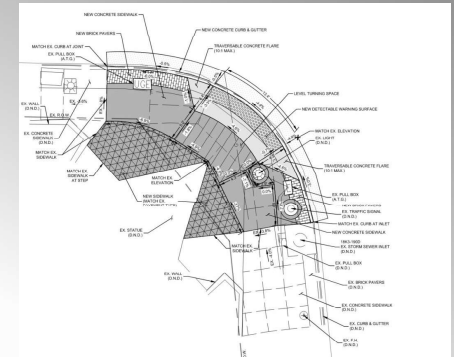 NEW CONCRETE SIDEWALK
NEW CONCRETE CURB & GUTTER
NEW BRICK PAVERS
TRAVERSABLE CONCRETE FLARE
(10:1 MAX.)
MATCH EX. CURB AT JOINT
EX. PULL BOX
(A.T.G.)
LEVEL TURNING SPACE
NEW DETECTABLE WARNING SURFACE
EX. WALL
(D.N.D.)
EX. R.O.W.
EX. CONCRETE
SIDEWALK
(D.N.D.)
MATCH EX.
SIDEWALK
MATCH EX. ELEVATION
EX. LIGHT
(D.N.D.)
TRAVERSABLE CONCRETE FLARE
(10:1 MAX.)
MATCH EX.
SIDEWALK
AT STEP
MATCH EX.
ELEVATION
EX. PULL BOX
(A.T.G.)
NEW SIDEWALK
(MATCH EX.
EX. TRAFFIC SIGNAL
(D.N.D.)
MATCH EX. CURB AT INLET
NEW CONCRETE SIDEWALK
EX. STATUE
(D.N.D.)
EX. STORM SEWER INLET
(D.N.D.)
MATCH EX.
SIDEWALK
EX. PULL BOX
(D.N.D.)
EX. WALL
(D.N.D.)
EX. BRICK PAVERS
(D.N.D.)
EX. CONCRETE SIDEWALK
(D.N.D.)
EX. CURB & GUTTER
(D.N.D.)
EX. F.H.
(D.N.D.)